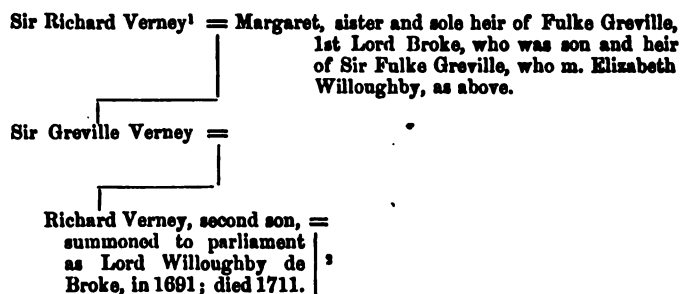 Sir Richard Verney¹ = Margaret, sister and sole heir of Fulke Greville,
1st Lord Broke, who was son and heir
of Sir Fulke Greville, who m. Elizabeth
Willoughby, as above.
Sir Greville Verney =
Richard Verney, second son, =
summoned to parliament
as Lord Willoughby de ²
Broke, in 1691; died 1711.